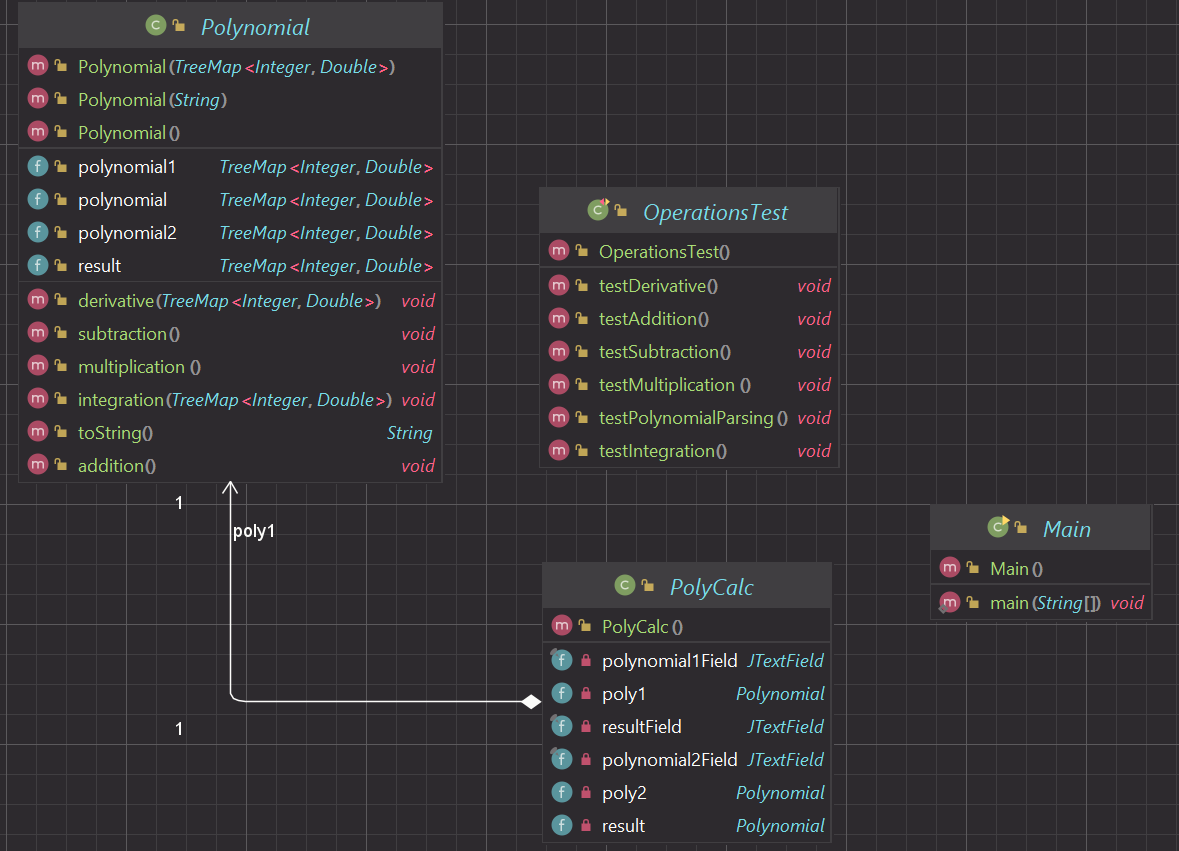 Polynomial
Polynomial(TreeMap<Integer, Double>)
Polynomial(String)
Polynomial()
polynomial1 TreeMap<Integer, Double>
polynomial TreeMap<Integer, Double>
polynomial2 TreeMap<Integer, Double>
result TreeMap<Integer, Double>
derivative(TreeMap<Integer, Double>) void
subtraction() void
multiplication () void
integration(TreeMap<Integer, Double>) void
toString() String
addition() void
1
poly1
1
OperationsTest
OperationsTest()
testDerivative() void
testAddition() void
testSubtraction() void
testMultiplication () void
testPolynomialParsing () void
testIntegration() void
PolyCalc
PolyCalc ()
polynomial1Field JTextField
poly1 Polynomial
resultField JTextField
polynomial2Field JTextField
poly2 Polynomial
result Polynomial
Main
Main ()
main (String[]) void